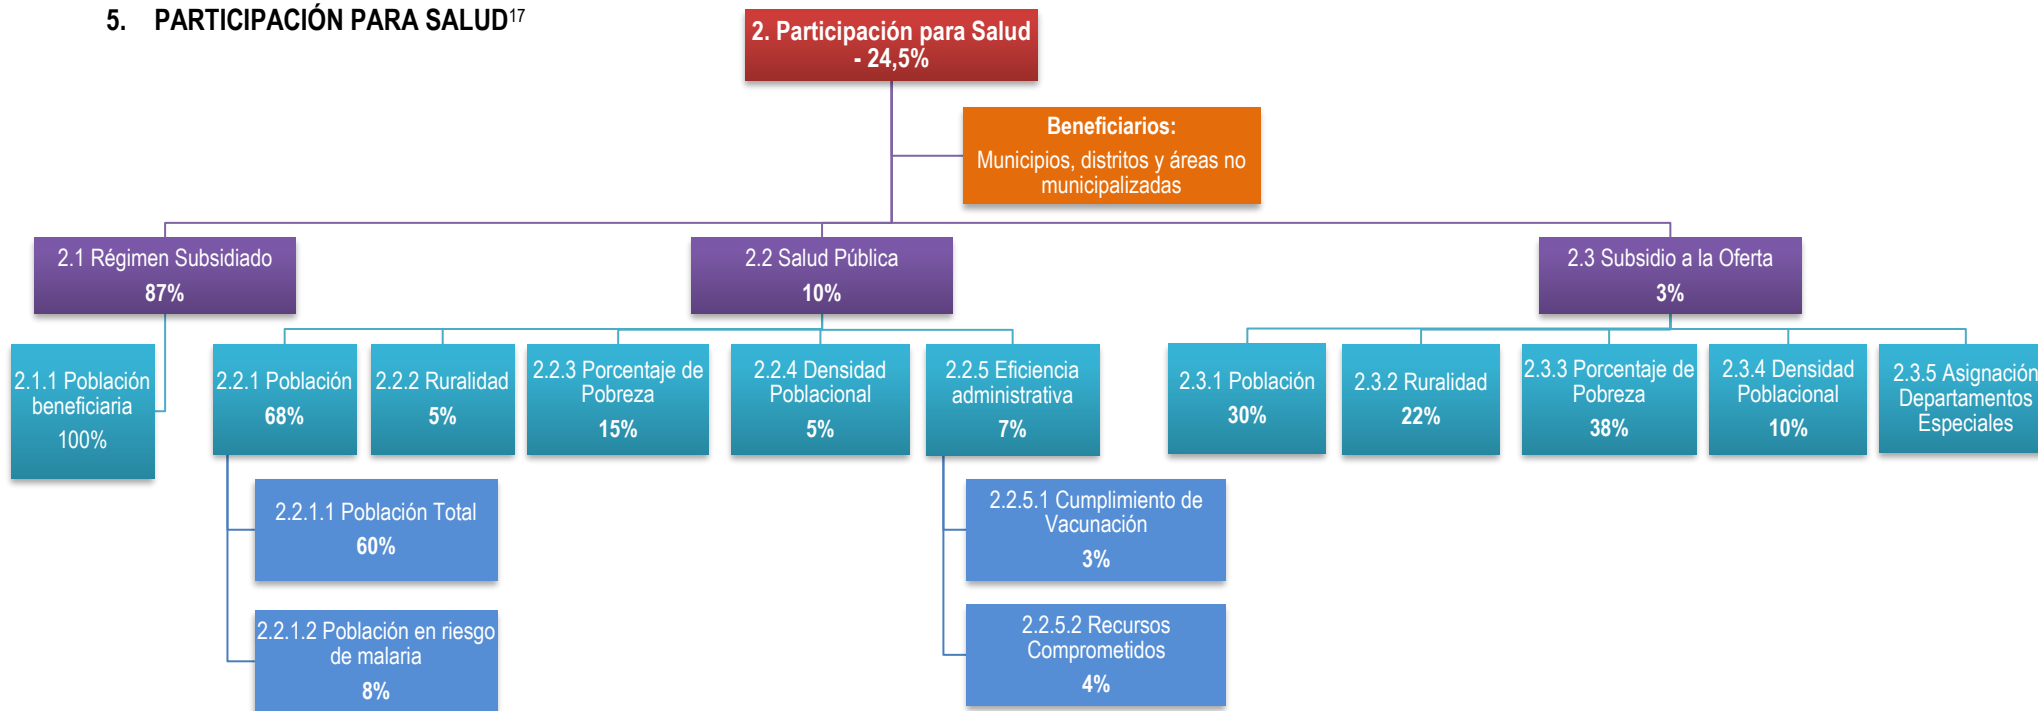 5. PARTICIPACIÓN PARA SALUD17
2. Participación para Salud
- 24,5%
Beneficiarios:
Municipios, distritos y áreas no
municipalizadas
2.1 Régimen Subsidiado
87%
2.2 Salud Pública
10%
2.3 Subsidio a la Oferta
3%
2.1.1 Población
beneficiaria
100%
2.2.1 Población
68%
2.2.2 Ruralidad
5%
2.2.3 Porcentaje de
Pobreza
15%
2.2.4 Densidad
Poblacional
5%
2.2.5 Eficiencia
administrativa
7%
2.3.1 Población
30%
2.3.2 Ruralidad
22%
2.3.3 Porcentaje de
Pobreza
38%
2.3.4 Densidad
Poblacional
10%
2.3.5 Asignación
Departamentos
Especiales
2.2.1.1 Población Total
60%
2.2.1.2 Población en riesgo
de malaria
8%
2.2.5.1 Cumplimiento de
Vacunación
3%
2.2.5.2 Recursos
Comprometidos
4%